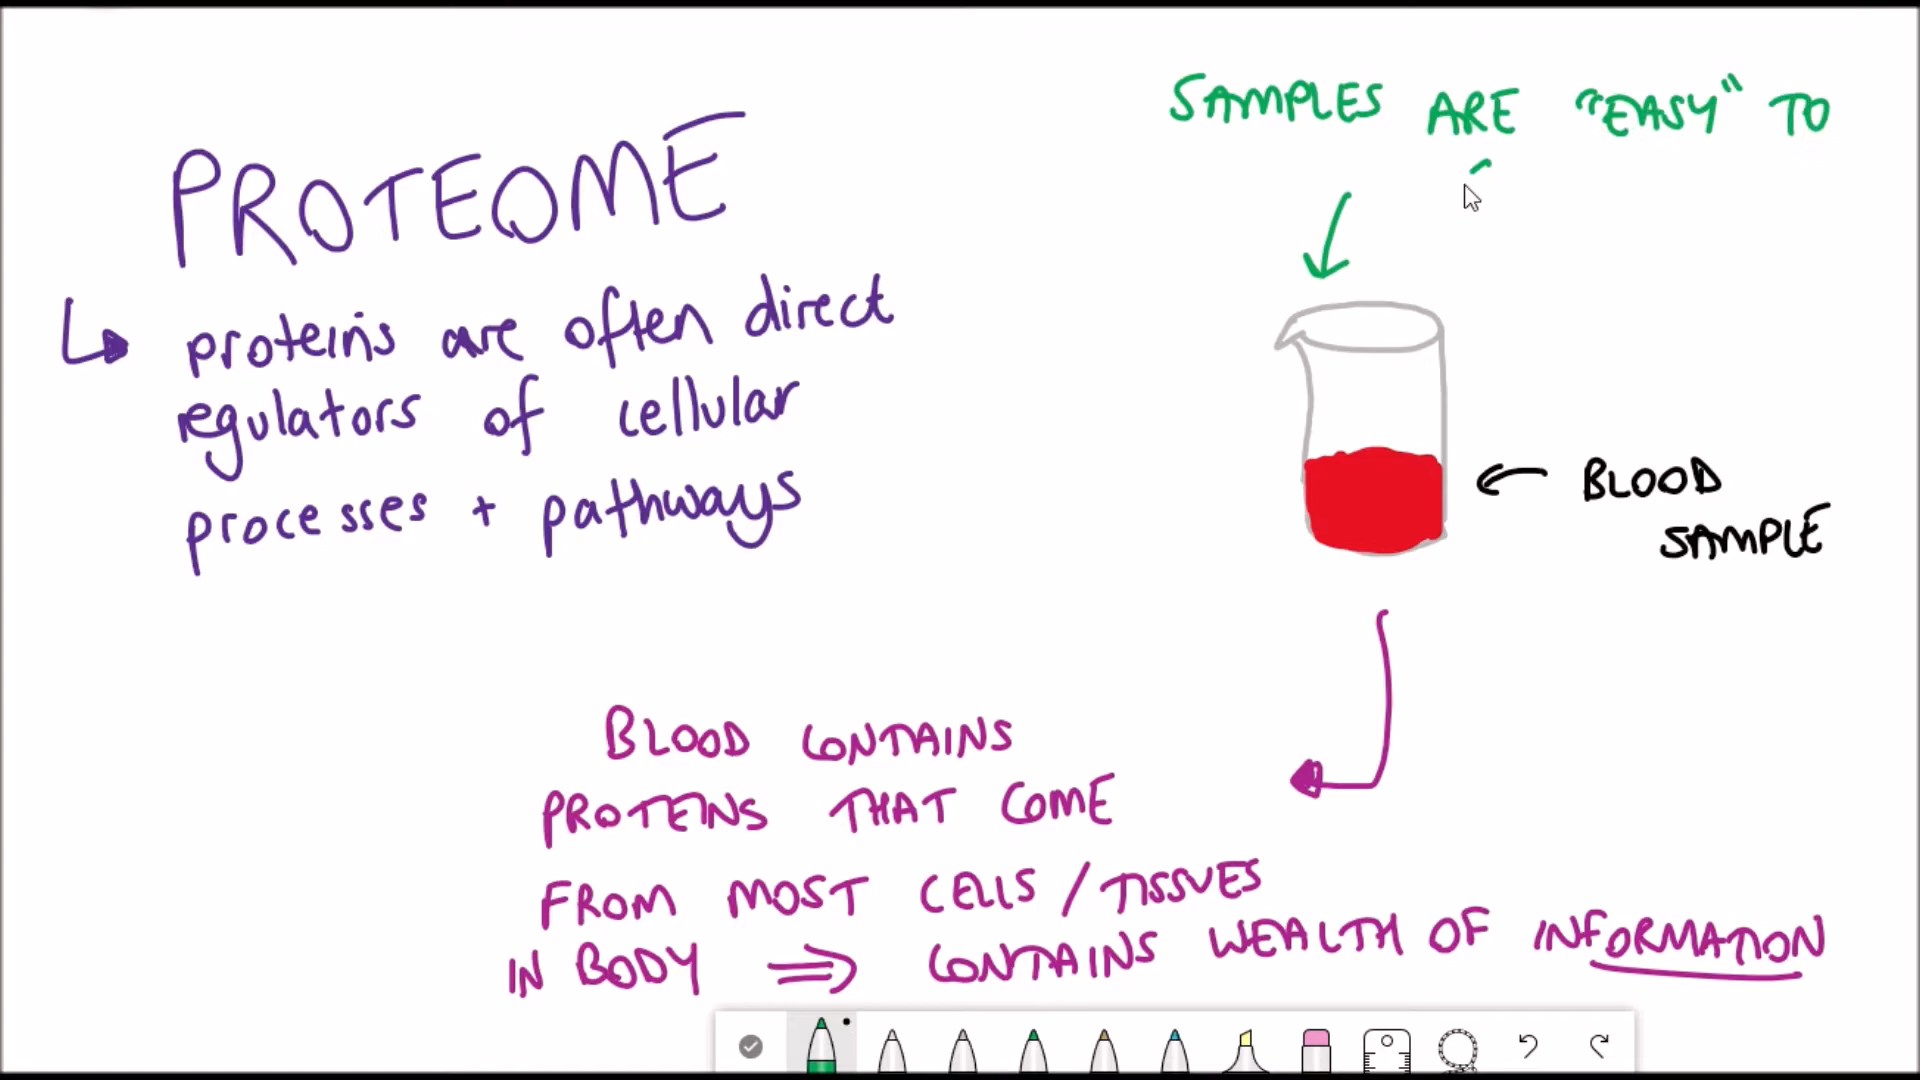 PROTEOME
proteins are often direct
regulators of cellular
processes + pathways
SAMPLES ARE "EASY" TO
BLOOD
SAMPLE
BLOOD CONTAINS
PROTEINS THAT COME
FROM MOST CELLS / TISSUES
IN BODY ⇒ CONTAINS WEALTH OF INFORMATION